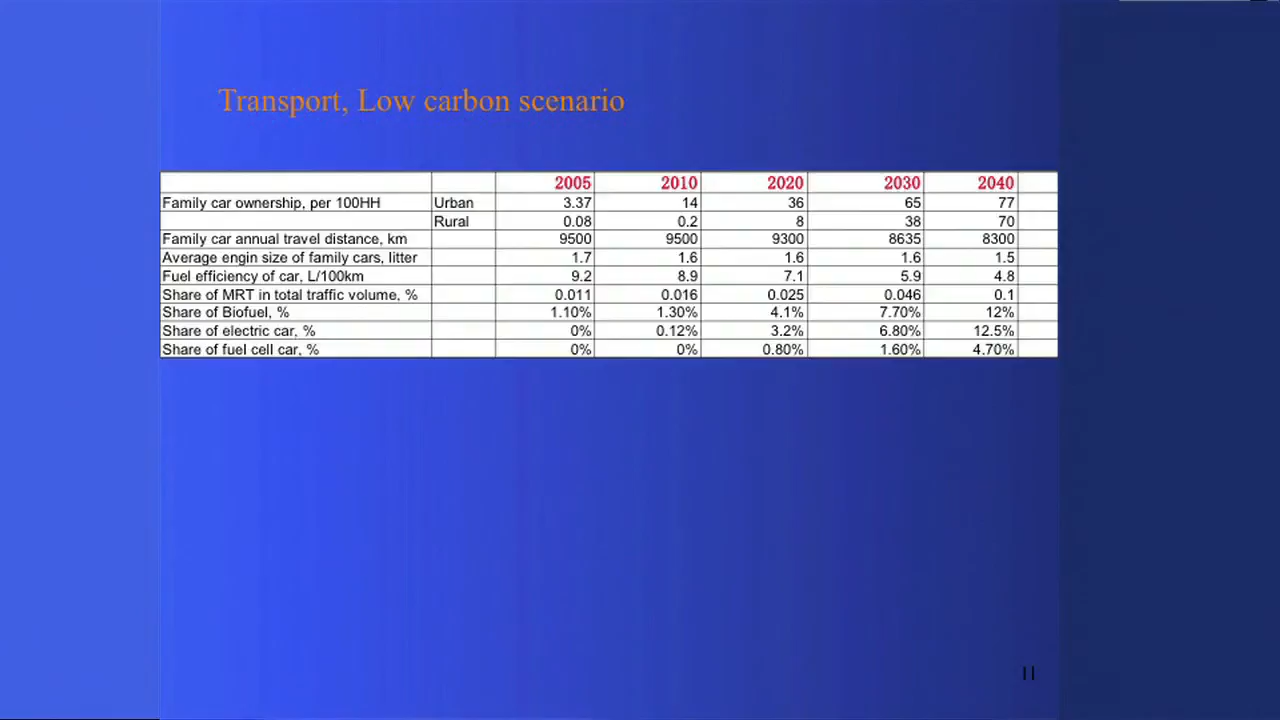 Transport, Low carbon scenario
2005 2010 2020 2030 2040
Family car ownership, per 100HH Urban 3.37 14 36 65 77
Rural 0.08 0.2 8 38 70
Family car annual travel distance, km 9500 9500 9300 8635 8300
Average engin size of family cars, litter 1.7 1.6 1.6 1.6 1.5
Fuel efficiency of car, L/100km 9.2 8.9 7.1 5.9 4.8
Share of MRT in total traffic volume, % 0.011 0.016 0.025 0.046 0.1
Share of Biofuel, % 1.10% 1.30% 4.1% 7.70% 12%
Share of electric car, % 0% 0.12% 3.2% 6.80% 12.5%
Share of fuel cell car, % 0% 0% 0.80% 1.60% 4.70%
11